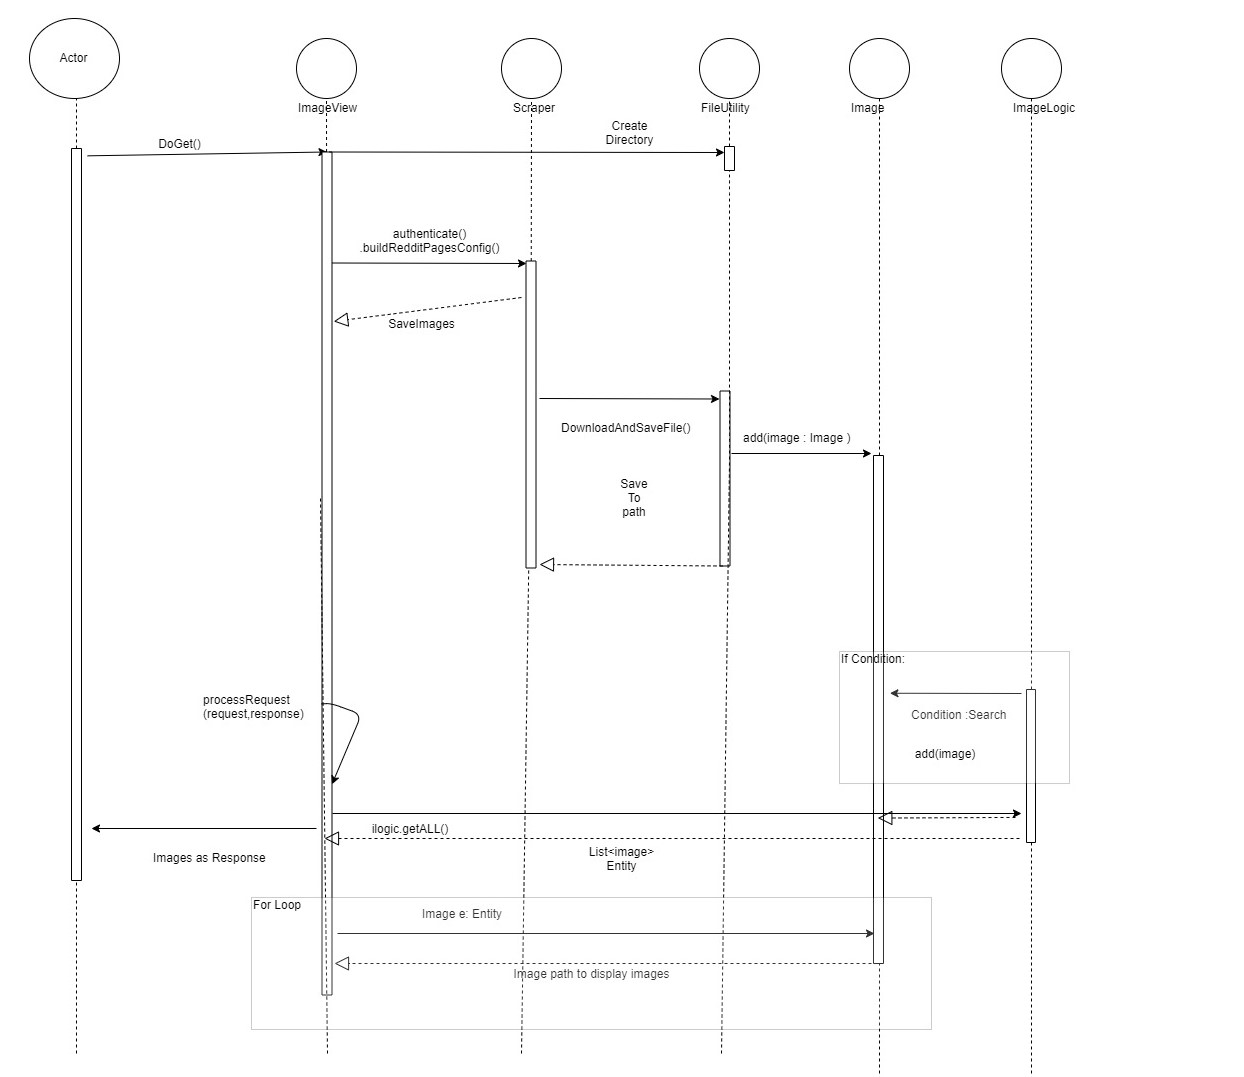 Actor
ImageView
Scraper
FileUtility
Image
ImageLogic
Create
Directory
DoGet()
authenticate()
.buildRedditPagesConfig()
SaveImages
DownloadAndSaveFile()
add(image : Image )
Save
To
path
If Condition:
processRequest
(request,response)
Condition :Search
add(image)
ilogic.getALL()
Images as Response
List<image>
Entity
For Loop
Image e: Entity
Image path to display images